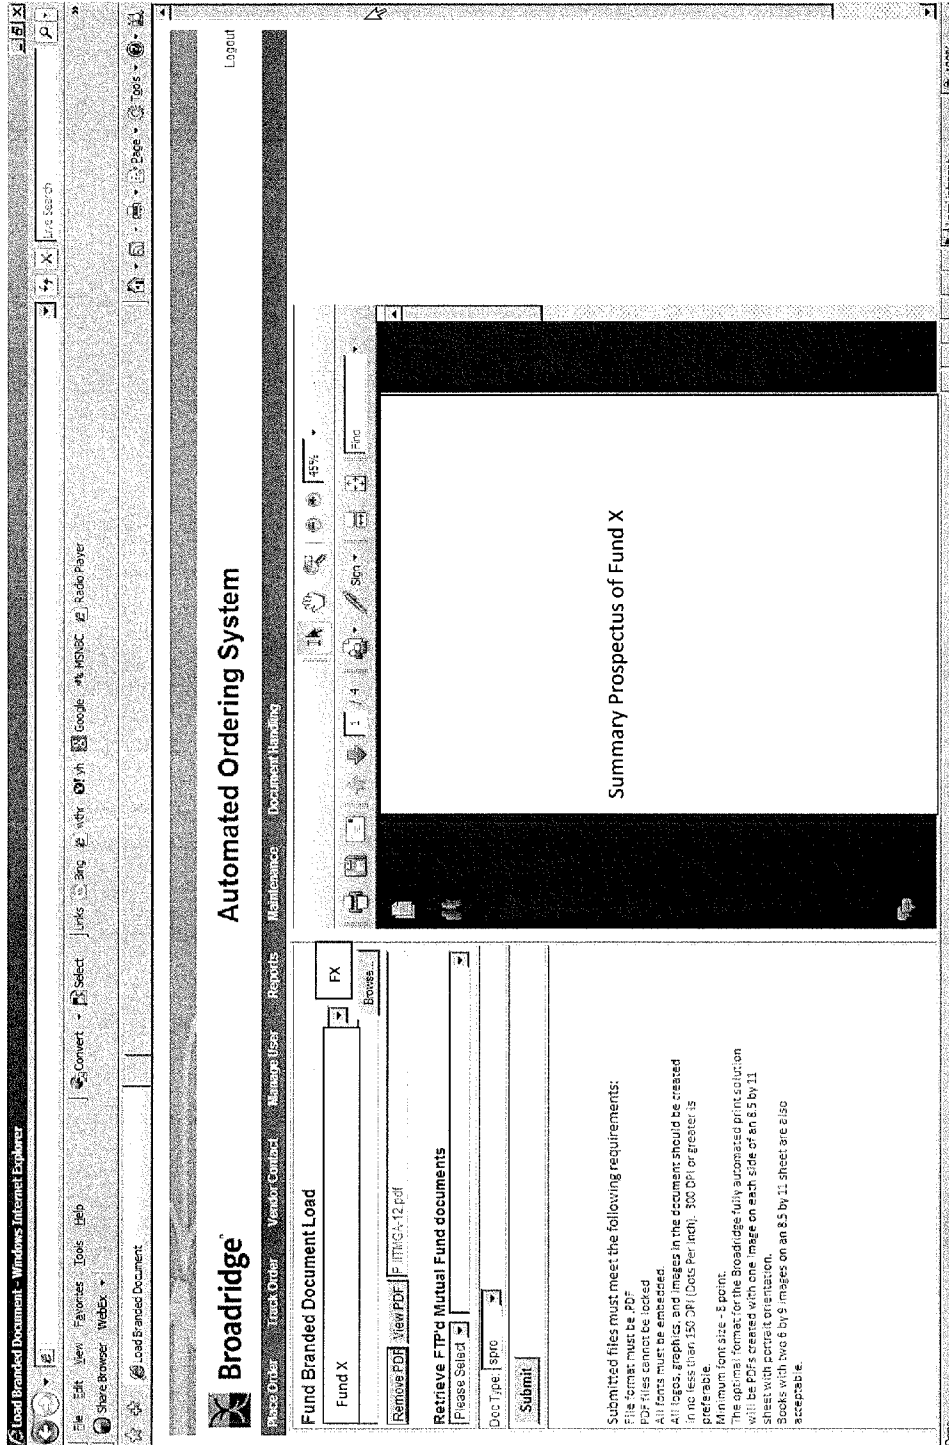 Load Branded Document - Windows Internet Explorer
Live Search
File Edit View Favorites Tools Help
Convert Select
Links Bing wthr yh Google MSNBC Radio Player
Share Browser WebEx
Load Branded Document
Page Tools
Logout
Broadridge
Automated Ordering System
Place Order Track Order Vendor Contact Manage User Reports Maintenance Document Handling
Fund Branded Document Load
Fund X
FX
Browse...
Remove PDF View PDF
Retrieve FTP'd Mutual Fund documents
Please Select
Doc Type: spro
Submit
Submitted files must meet the following requirements:
File format must be .PDF
PDF files cannot be locked
All fonts must be embedded.
All logos, graphics, and images in the document should be created
in no less than 150 DPI (Dots Per Inch). 300 DPI or greater is
preferable.
Minimum font size - 8 point.
The optimal format for the Broadridge fully automated print solution
will be PDFs created with one image on each side of an 8.5 by 11
sheet with portrait orientation.
Books with two 6 by 9 images on an 8.5 by 11 sheet are also
acceptable.
45%
1 / 4
Sign
Find
Summary Prospectus of Fund X